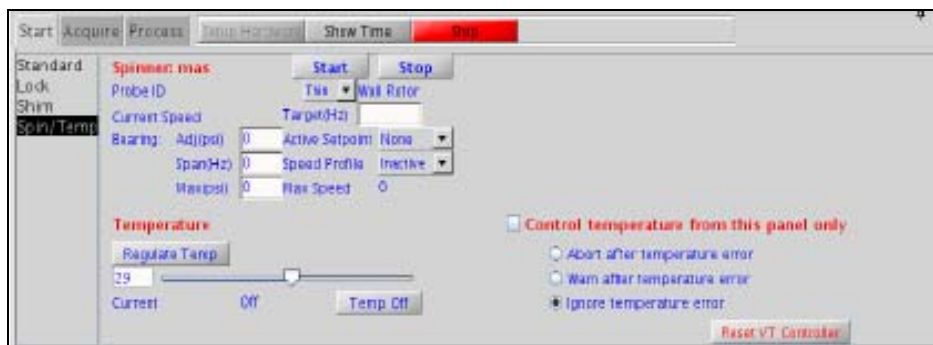 Start Acquire Process Show Time Stop
Standard
Lock
Shim
Spin/Temp
Spinner: mas Start Stop
Probe ID Thin Wall Rotor
Current Speed Target(Hz)
Bearing: Adj(psi) 0 Active Setpoint None
Span(Hz) 0 Speed Profile Inactive
Max(psi) 0 Max Speed 0
Temperature
Control temperature from this panel only
Regulate Temp
Abort after temperature error
29
Warn after temperature error
Current Off Temp Off
Ignore temperature error
Reset VT Controller